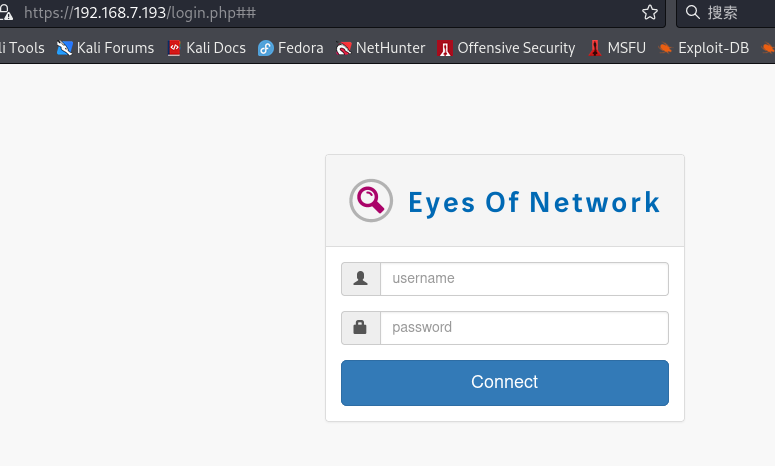 https://192.168.7.193/login.php##
搜索
li Tools Kali Forums Kali Docs Fedora NetHunter Offensive Security MSFU Exploit-DB
Eyes Of Network
username
password
Connect